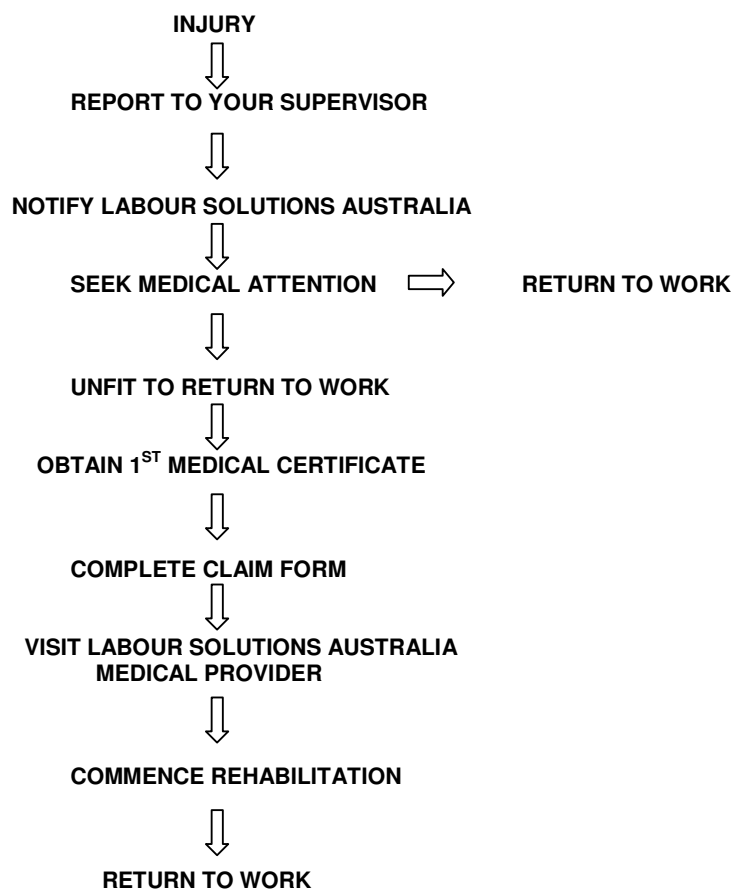 INJURY
REPORT TO YOUR SUPERVISOR
NOTIFY LABOUR SOLUTIONS AUSTRALIA
SEEK MEDICAL ATTENTION RETURN TO WORK
UNFIT TO RETURN TO WORK
OBTAIN 1ST MEDICAL CERTIFICATE
COMPLETE CLAIM FORM
VISIT LABOUR SOLUTIONS AUSTRALIA
MEDICAL PROVIDER
COMMENCE REHABILITATION
RETURN TO WORK